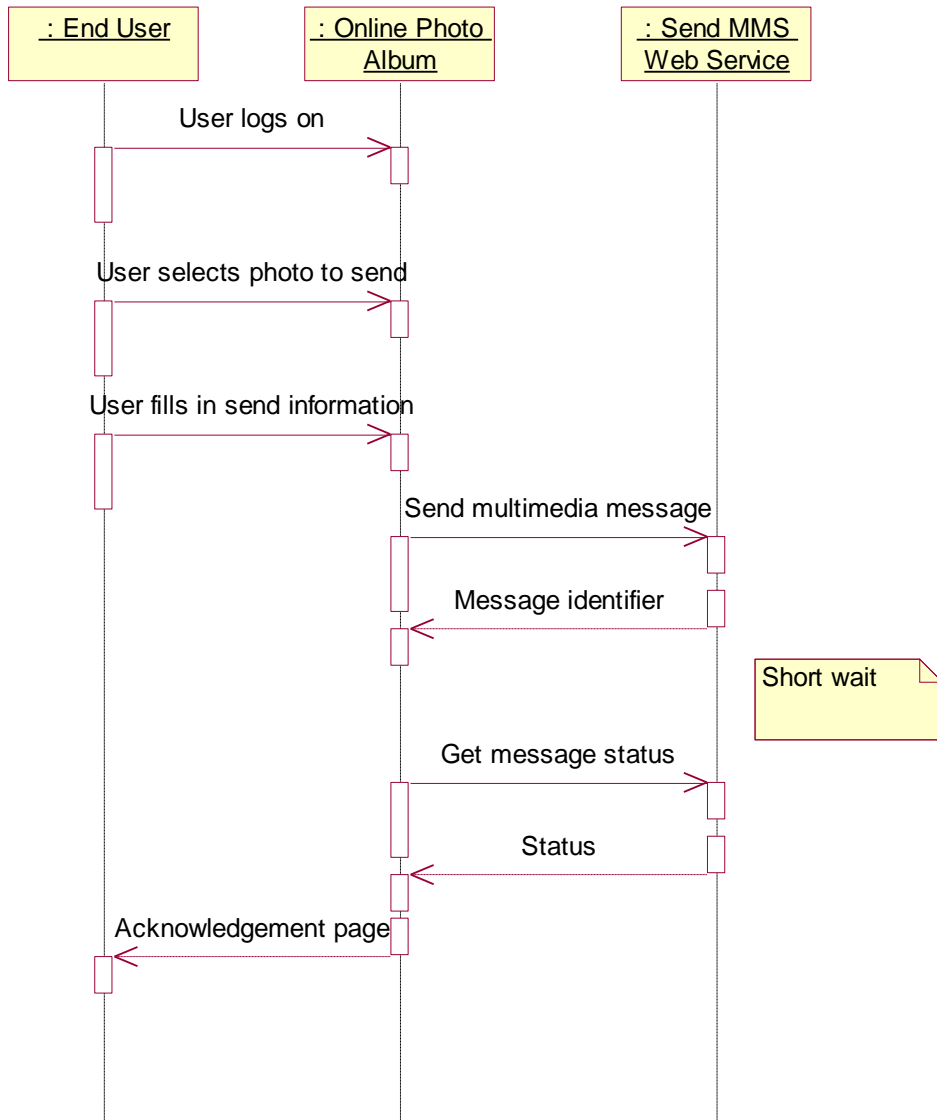 : End User
: Online Photo
Album
: Send MMS
Web Service
User logs on
User selects photo to send
User fills in send information
Send multimedia message
Message identifier
Short wait
Get message status
Status
Acknowledgement page